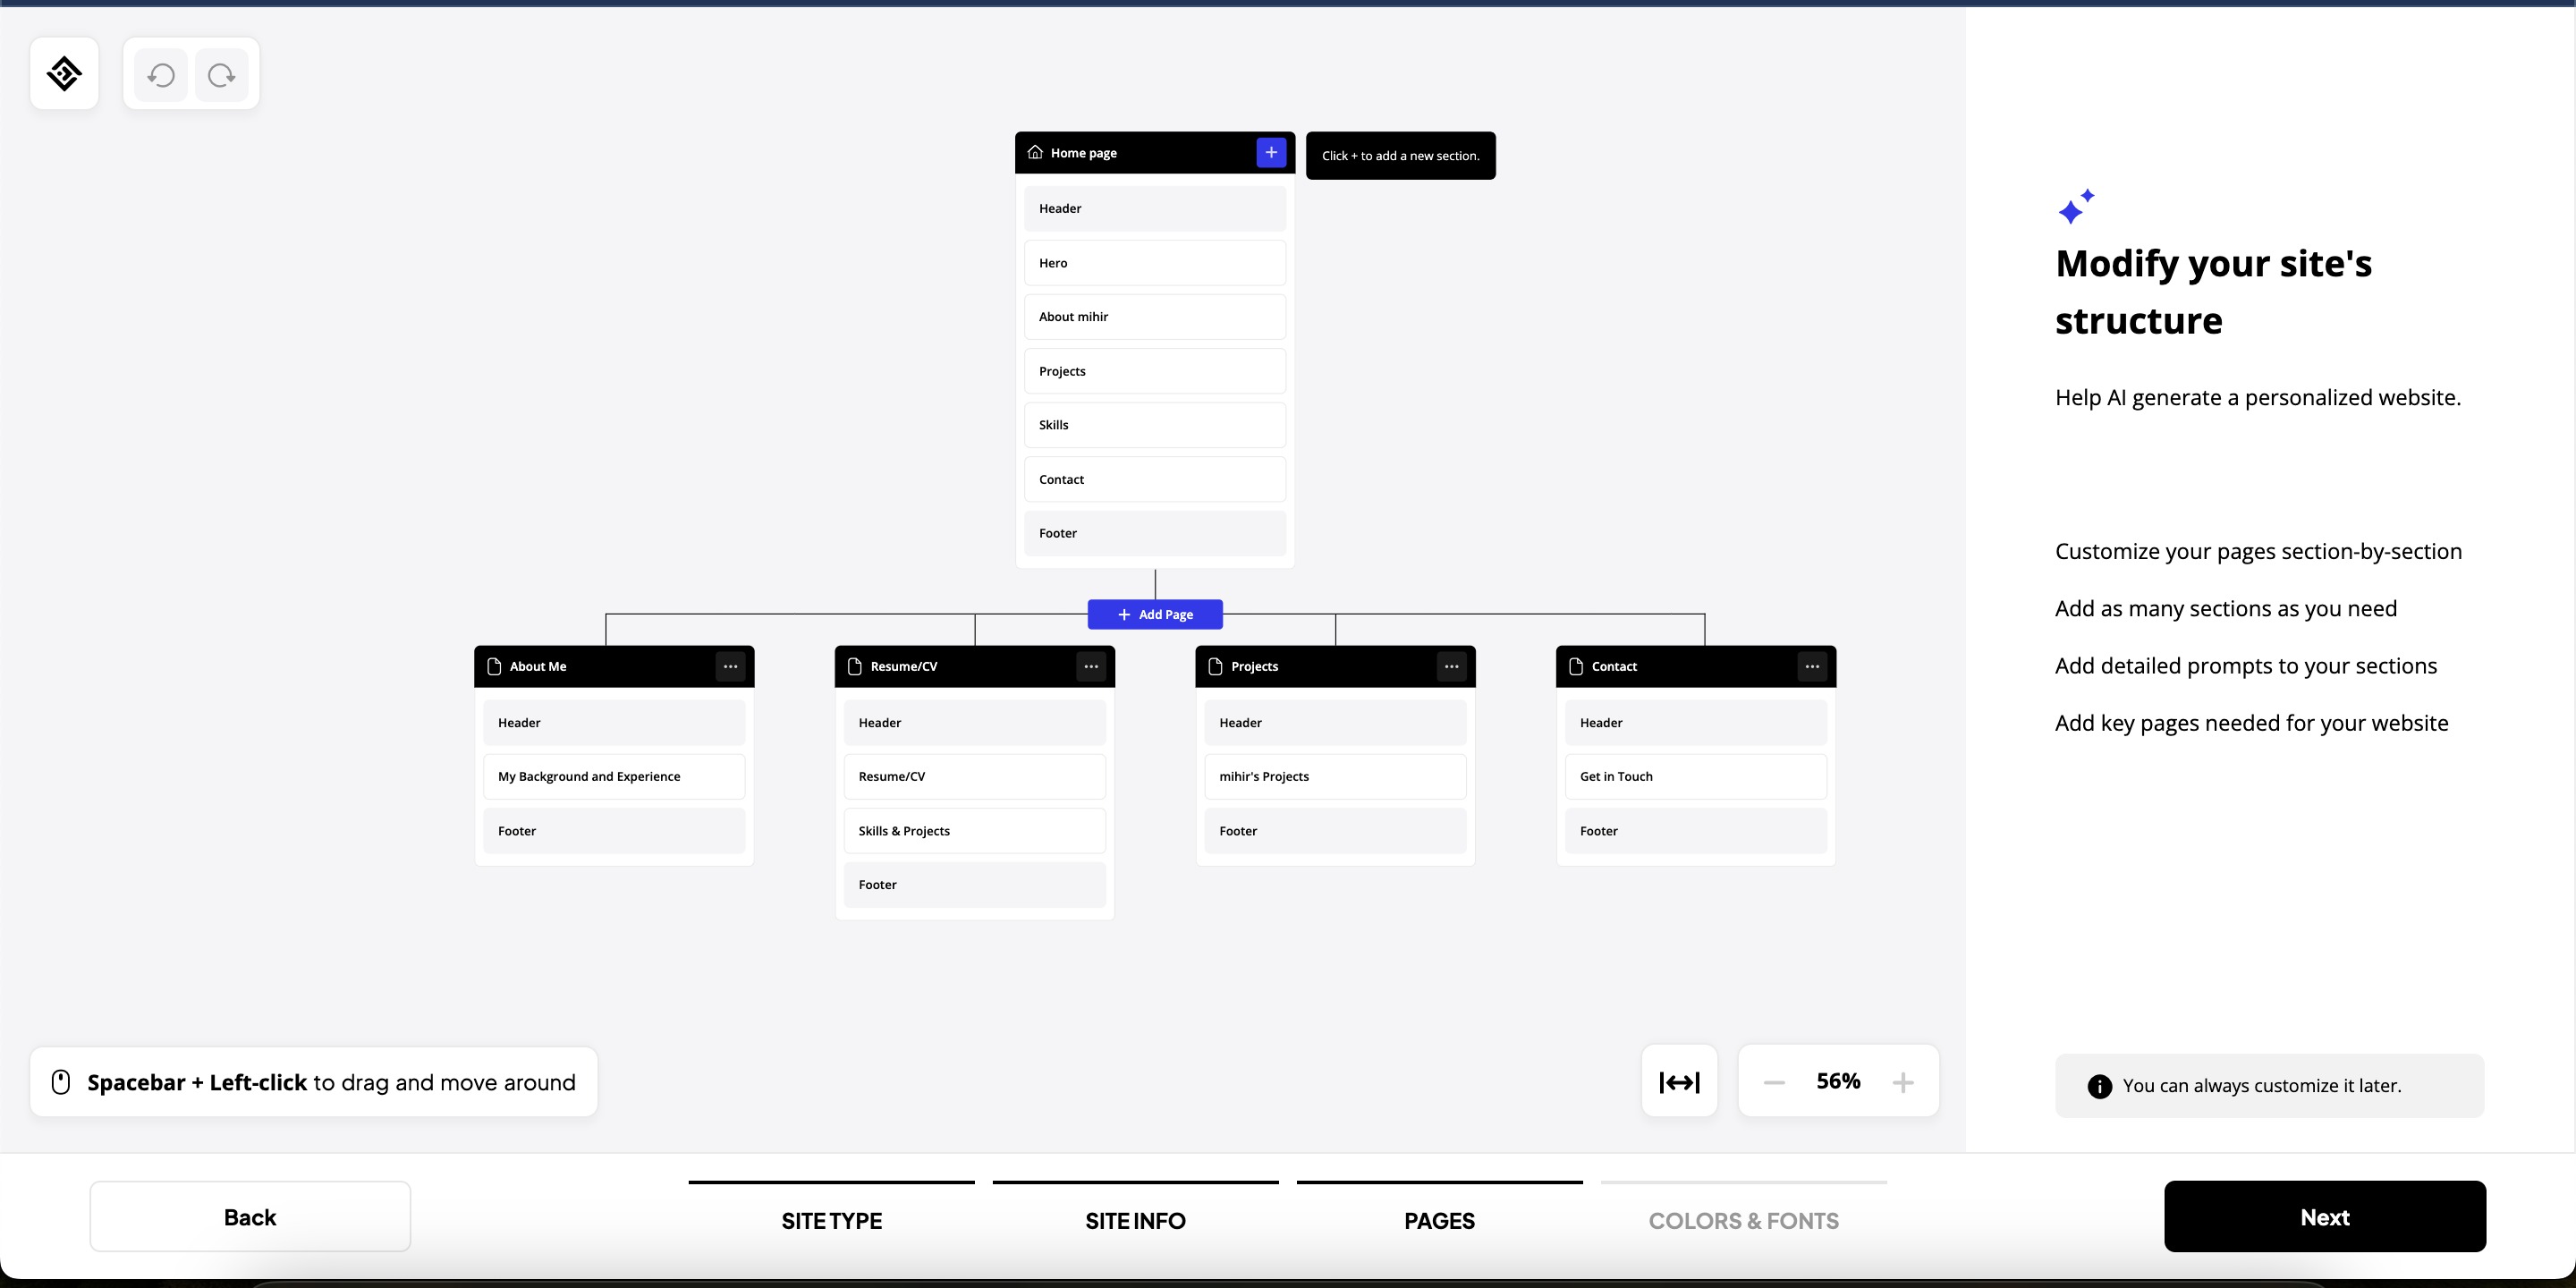 Home page
Click + to add a new section.
Header
Hero
About mihir
Projects
Skills
Contact
Footer
Add Page
About Me
Header
My Background and Experience
Footer
Resume/CV
Header
Resume/CV
Skills & Projects
Footer
Projects
Header
mihir's Projects
Footer
Contact
Header
Get in Touch
Footer
Modify your site's
structure
Help AI generate a personalized website.
Customize your pages section-by-section
Add as many sections as you need
Add detailed prompts to your sections
Add key pages needed for your website
Spacebar + Left-click to drag and move around
56%
You can always customize it later.
Back
SITE TYPE
SITE INFO
PAGES
COLORS & FONTS
Next